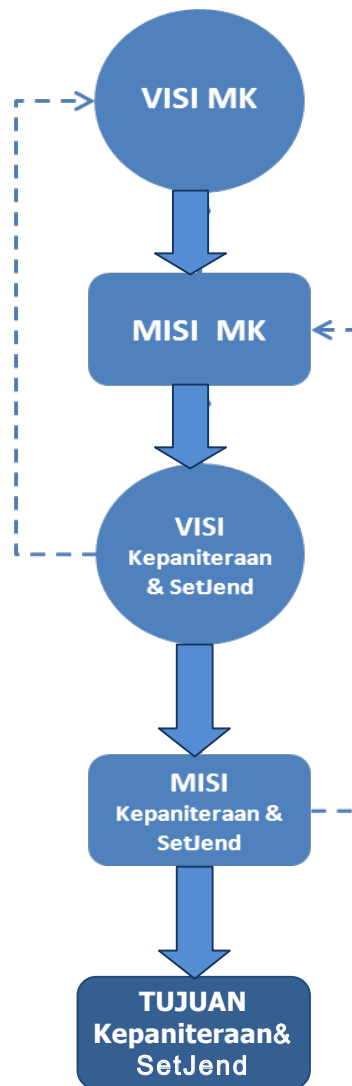 VISI MK
MISI MK
VISI
Kepaniteraan
& SetJend
MISI
Kepaniteraan &
SetJend
TUJUAN
Kepaniteraan&
SetJend